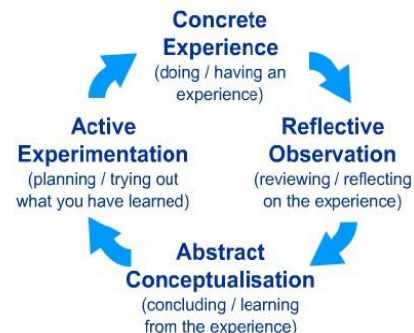 Concrete
Experience
(doing / having an
experience)
Reflective
Observation
(reviewing / reflecting
on the experience)
Abstract
Conceptualisation
(concluding / learning
from the experience)
Active
Experimentation
(planning / trying out
what you have learned)